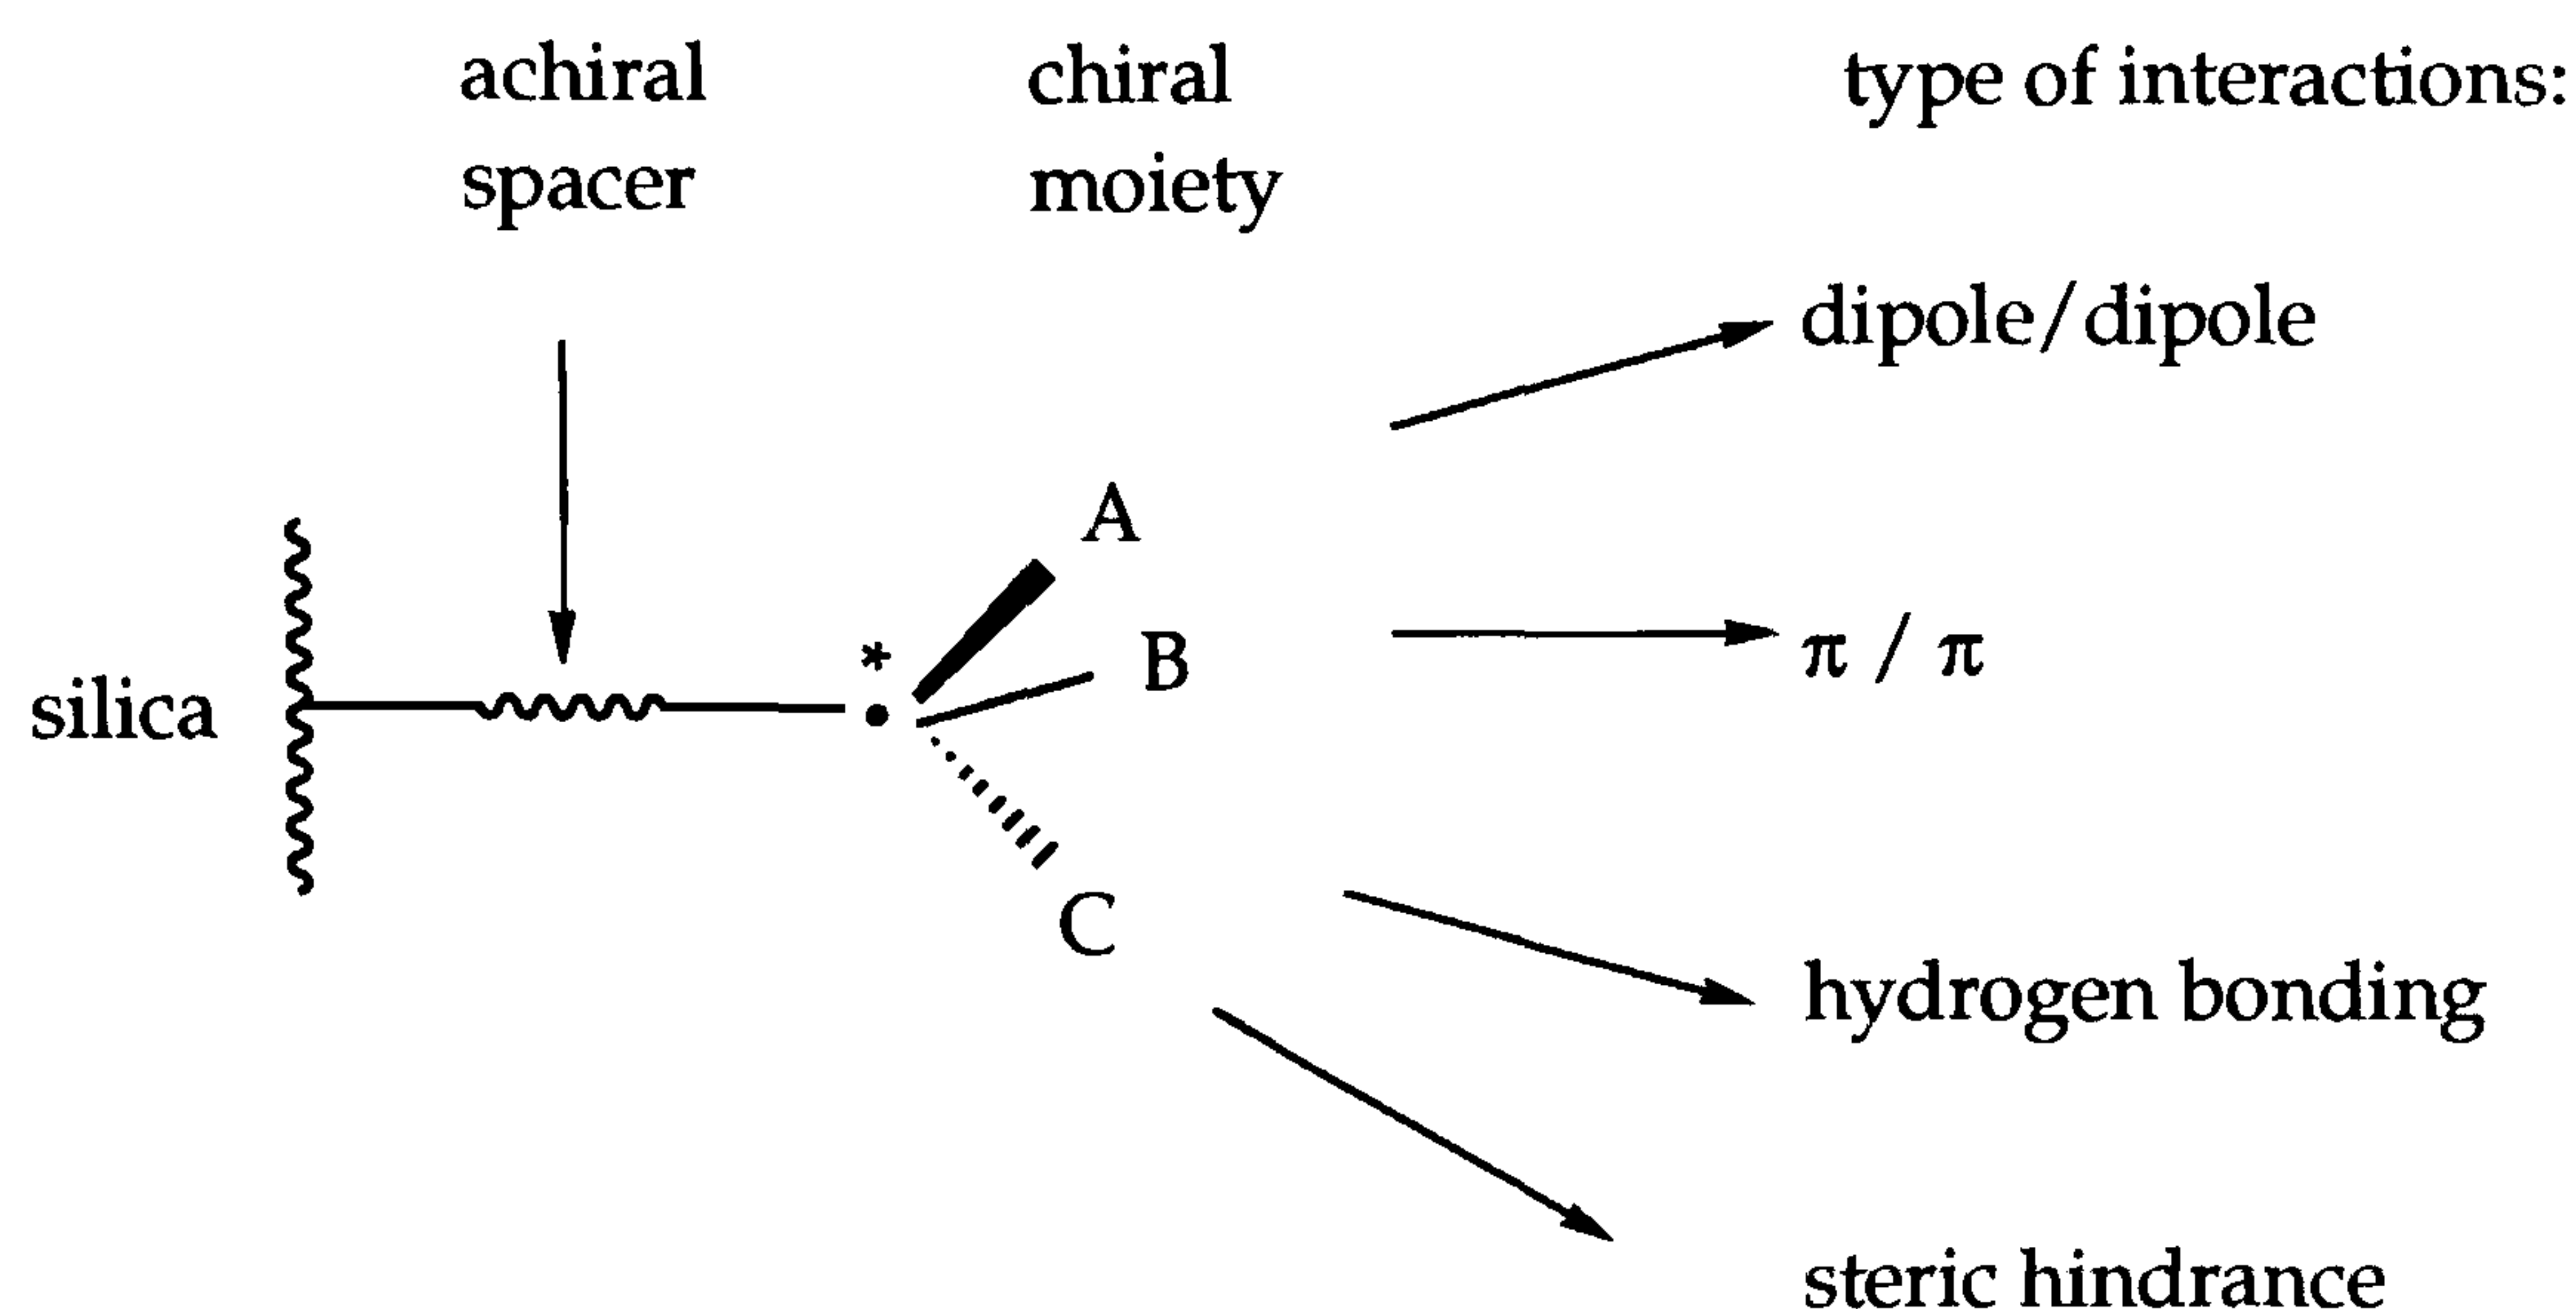 achiral
spacer
chiral
moiety
type of interactions:
dipole/dipole
A
π / π
*
B
silica
C
hydrogen bonding
steric hindrance